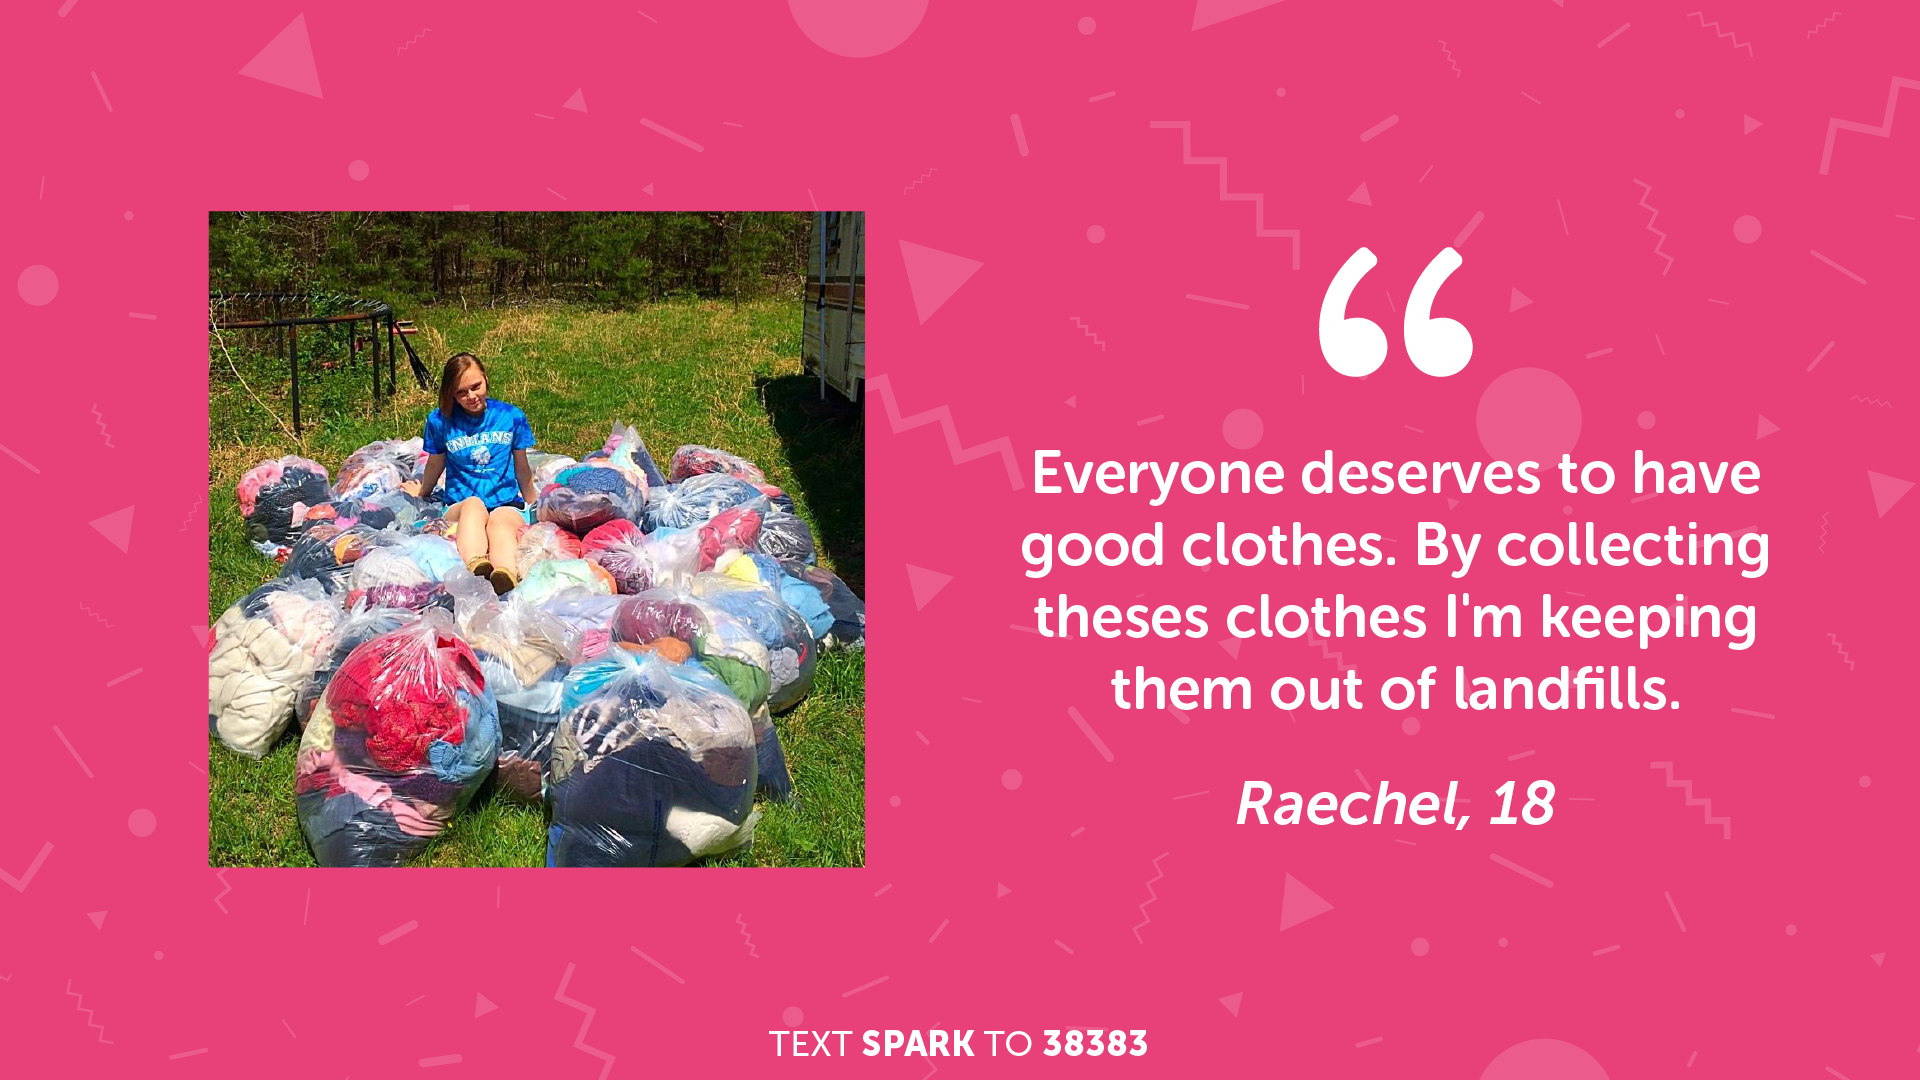 INDIANS
“
Everyone deserves to have
good clothes. By collecting
theses clothes I'm keeping
them out of landfills.
Raechel, 18
TEXT SPARK TO 38383